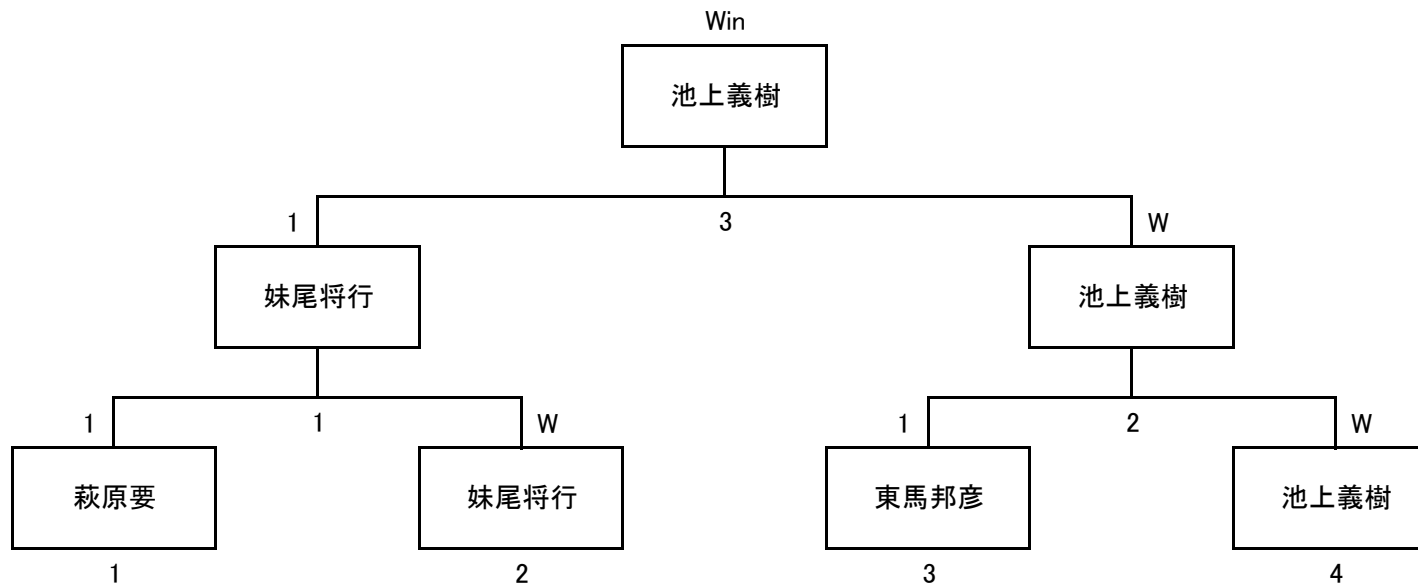 Win
池上義樹
1 3 W
妹尾将行 池上義樹
1 1 W 1 2 W
萩原要 妹尾将行 東馬邦彦 池上義樹
1 2 3 4